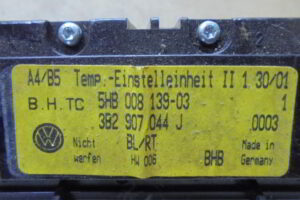 A4/B5 Temp.-Einstelleinheit II 1.30/01
B.H.TC 5HB 008 139-03 1
3B2 907 044 J 0003
Nicht werfen BL/RT Made in Germany
HW 006 BHB